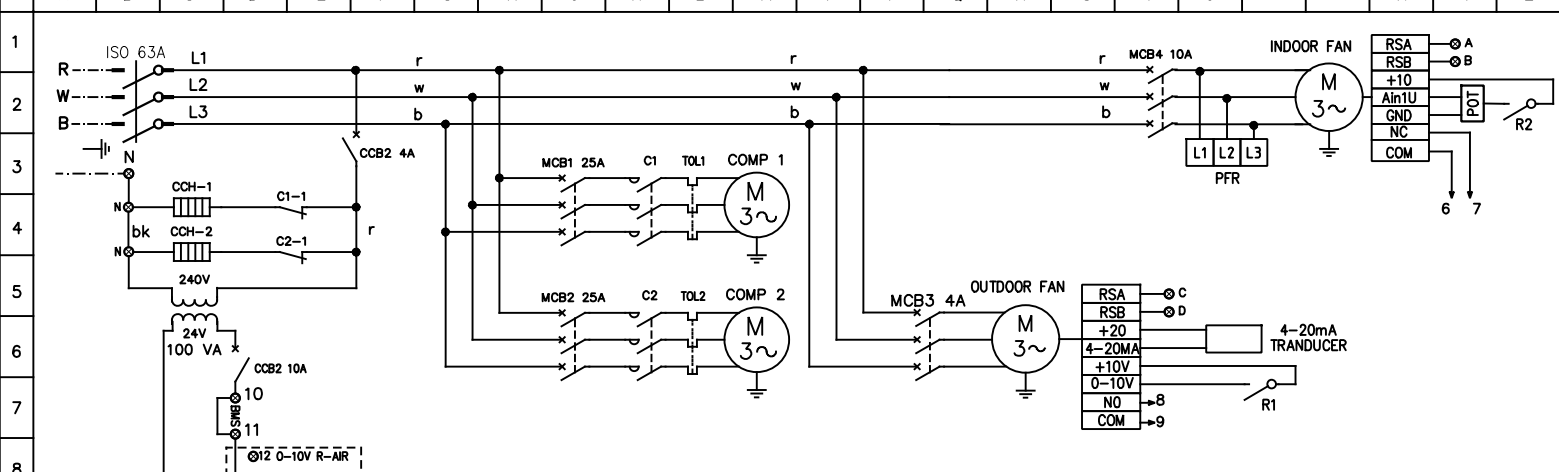 1
ISO 63A
L1
r
r
r
MCB4 10A
INDOOR FAN
RSA
A
R
RSB
B
L2
w
w
w
M
3~
+10
2
W
Ain1U
POT
L3
b
b
b
GND
R2
B
NC
N
CCB2 4A
L1
L2
L3
COM
3
MCB1 25A
C1
TOL1
COMP 1
PFR
CCH-1
C1-1
M
3~
6
7
N
4
bk
CCH-2
C2-1
r
N
240V
OUTDOOR FAN
5
MCB2 25A
C2
TOL2
COMP 2
MCB3 4A
RSA
C
RSB
D
24V
M
3~
M
3~
+20
4-20mA
100 VA
4-20MA
TRANDUCER
6
CCB2 10A
+10V
0-10V
10
R1
7
BMS
NO
8
11
COM
9
12 0-10V R-AIR
8